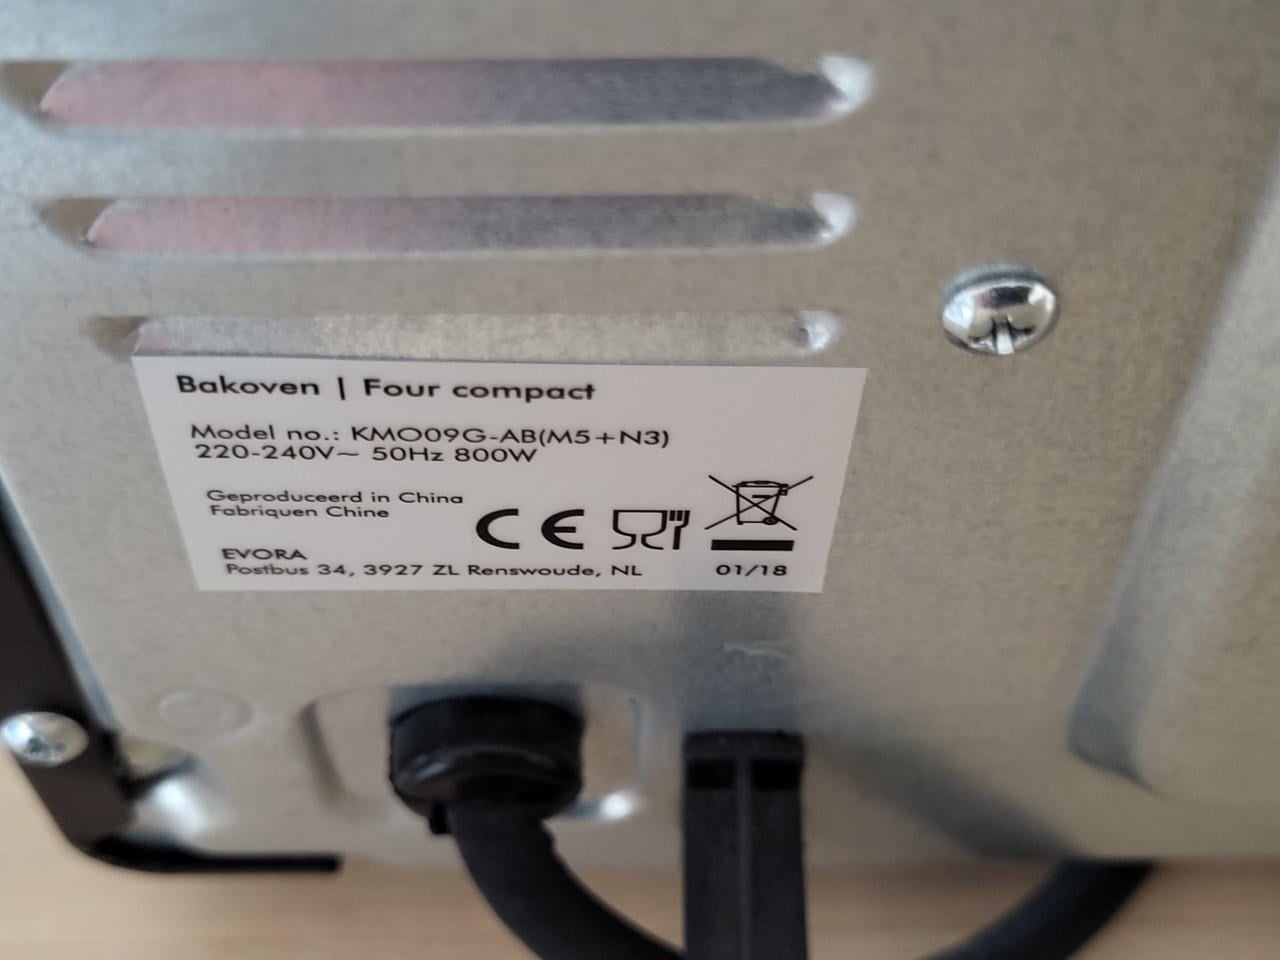 Bakoven | Four compact
Model no.: KMO09G-AB(M5+N3)
220-240V~ 50Hz 800W
Geproduceerd in China
Fabriquen Chine
CE
EVORA
Postbus 34, 3927 ZL Renswoude, NL
01/18